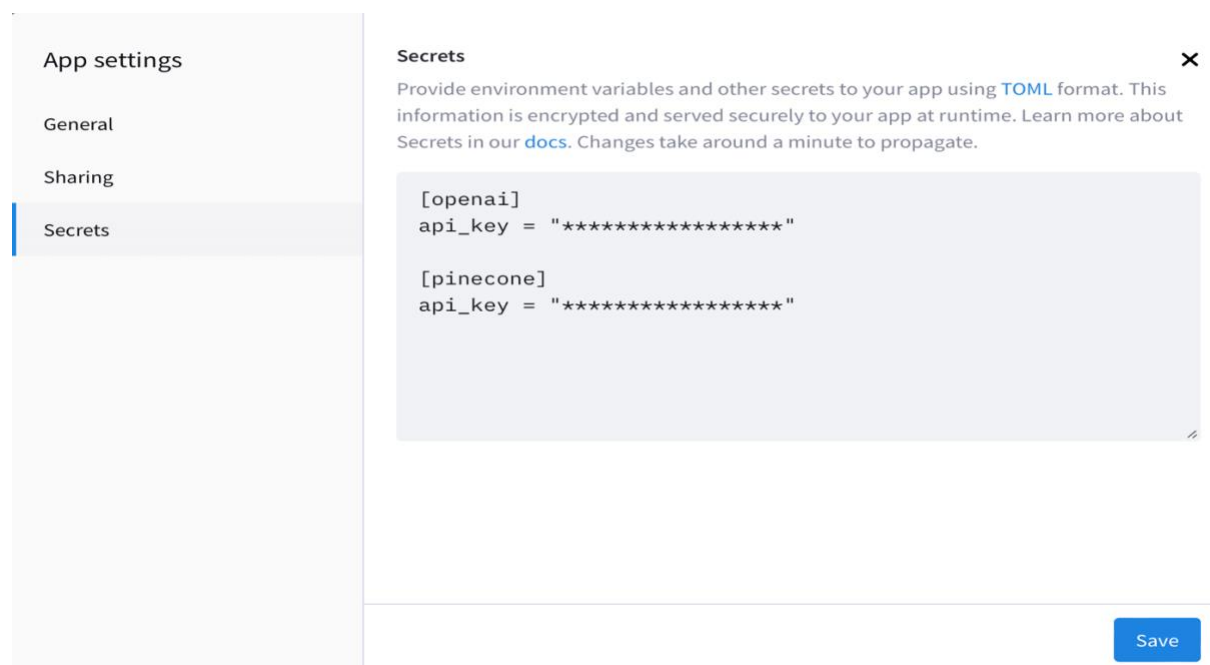 App settings
General
Sharing
Secrets
Secrets
Provide environment variables and other secrets to your app using TOML format. This
information is encrypted and served securely to your app at runtime. Learn more about
Secrets in our docs. Changes take around a minute to propagate.
[openai]
api_key = "*****************"
[pinecone]
api_key = "*****************"
Save